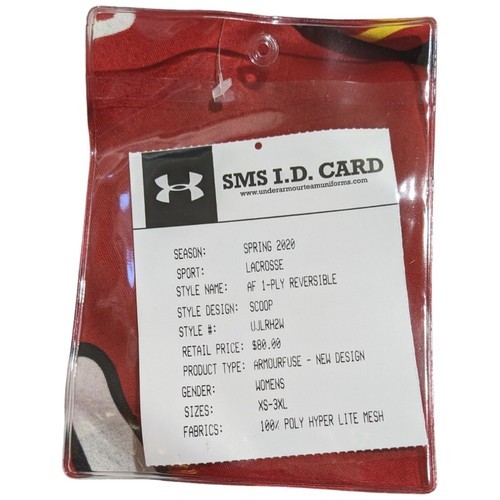 SMS I.D. CARD
www.underarmourteamuniforms.com
SEASON: SPRING 2020
SPORT: LACROSSE
STYLE NAME: AF 1-PLY REVERSIBLE
STYLE DESIGN: SCOOP
STYLE #: UJLRH2W
RETAIL PRICE: $80.00
PRODUCT TYPE: ARMOURFUSE - NEW DESIGN
GENDER: WOMENS
SIZES: XS-3XL
FABRICS: 100% POLY HYPER LITE MESH